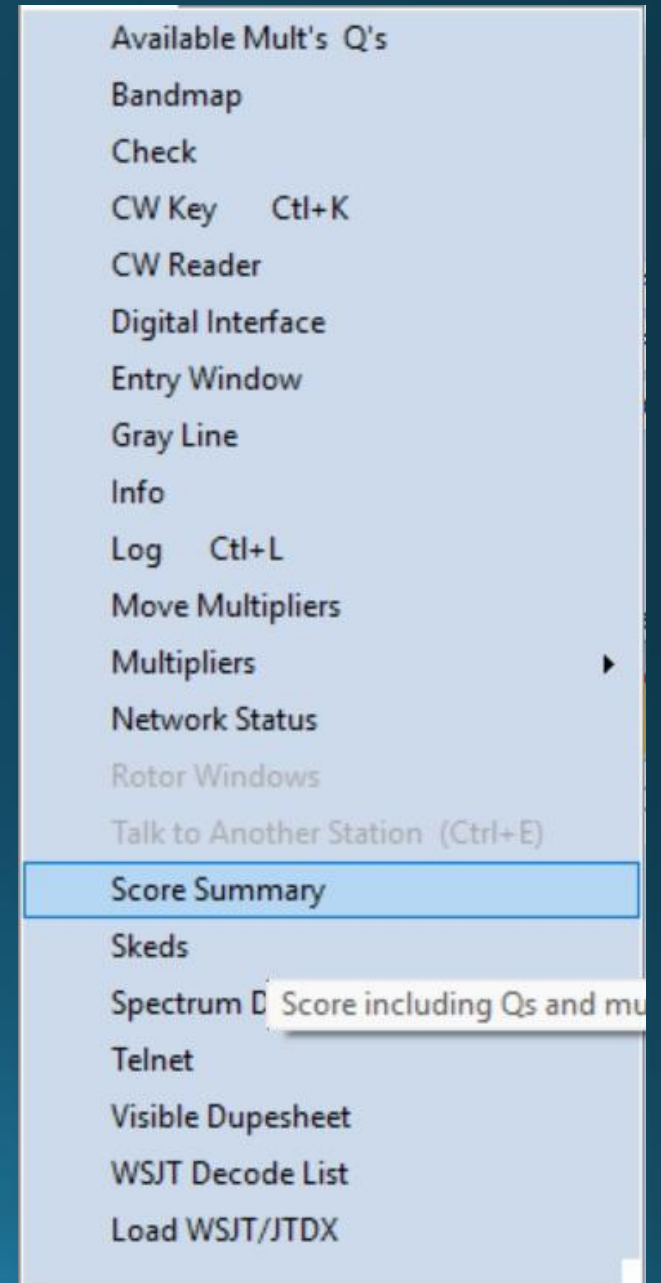 Available Mult's  Q's
Bandmap
Check
CW Key Ctl+K
CW Reader
Digital Interface
Entry Window
Gray Line
Info
Log Ctl+L
Move Multipliers
Multipliers
Network Status
Rotor Windows
Talk to Another Station (Ctrl+E)
Score Summary
Skeds
Spectrum D
Score including Qs and mu
Telnet
Visible Dupesheet
WSJT Decode List
Load WSJT/JTDX